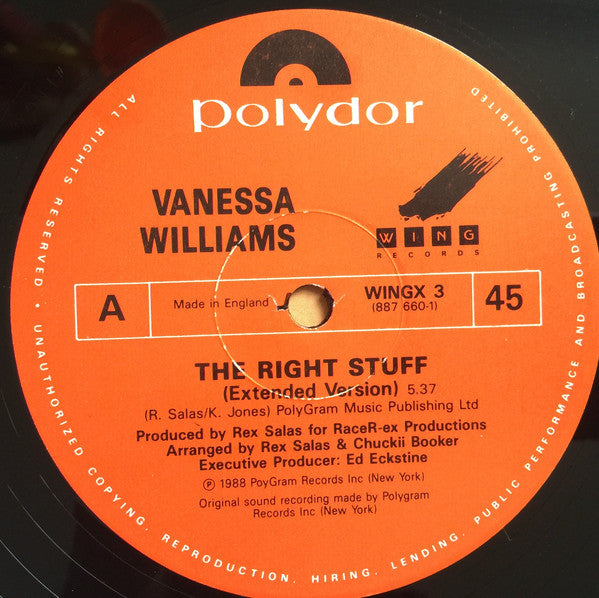 polydor
VANESSA
WILLIAMS
WING
RECORDS
A
Made in England
WINGX 3
(887 660-1)
45
THE RIGHT STUFF
(Extended Version) 5.37
(R. Salas/K. Jones) PolyGram Music Publishing Ltd
Produced by Rex Salas for RaceR-ex Productions
Arranged by Rex Salas & Chuckii Booker
Executive Producer: Ed Eckstine
℗ 1988 PoyGram Records Inc (New York)
Original sound recording made by Polygram
Records Inc (New York)
ALL RIGHTS RESERVED • UNAUTHORIZED COPYING, REPRODUCTION, HIRING, LENDING, PUBLIC PERFORMANCE AND BROADCASTING PROHIBITED